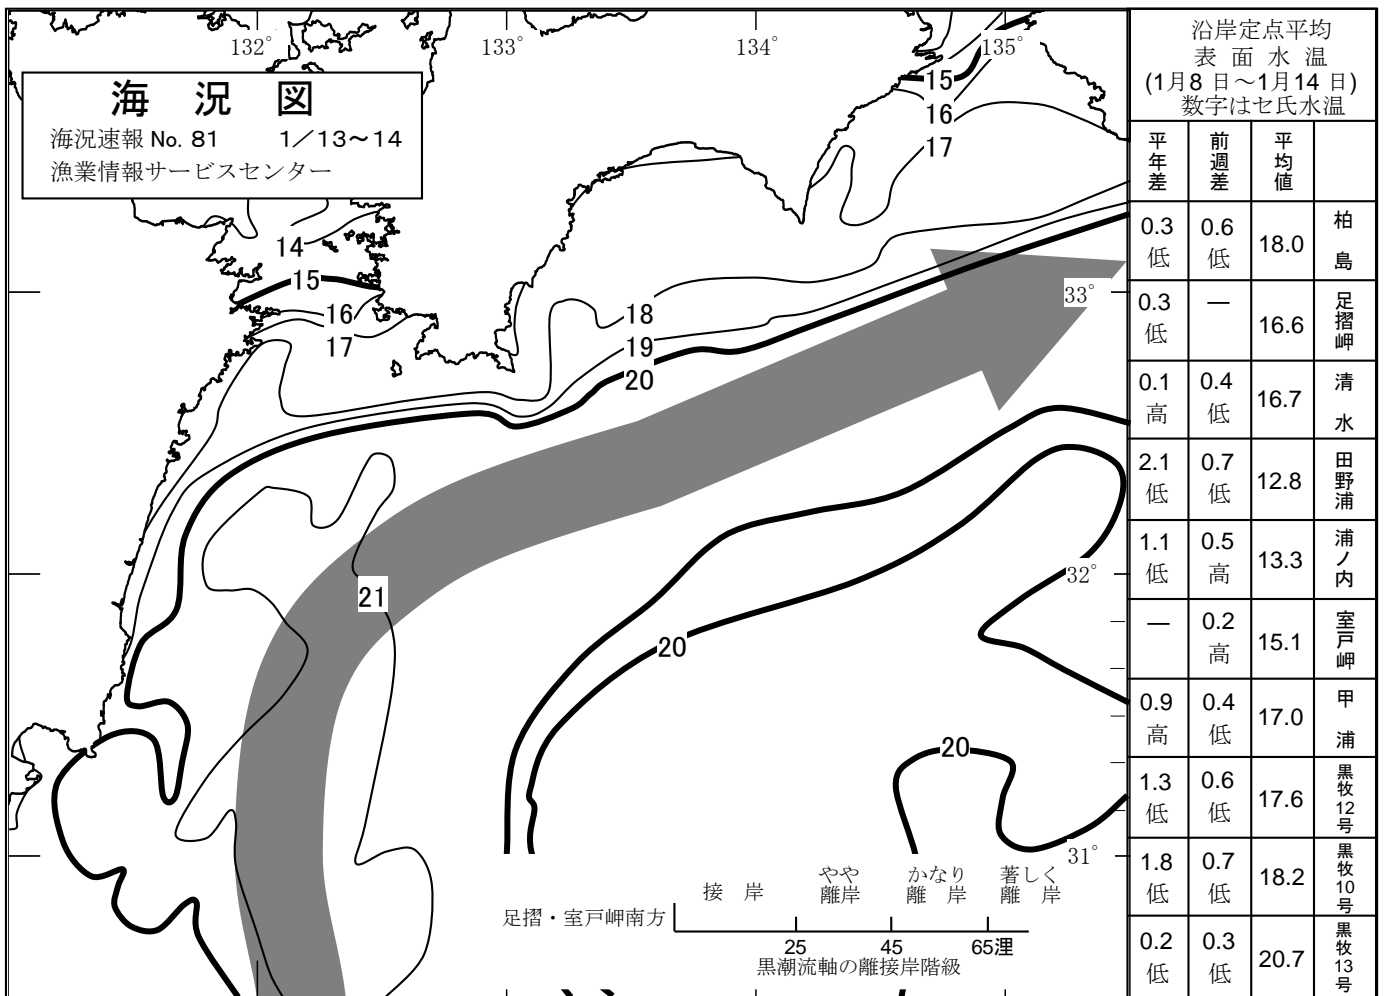 海 況 図
海況速報 No. 81 1／13～14
漁業情報サービスセンター
132°
133°
134°
135°
15
16
17
14
15
16
17
18
19
20
33°
21
32°
20
20
31°
接 岸
やや
離岸
かなり
離 岸
著しく
離 岸
足摺・室戸岬南方
25
45
65浬
黒潮流軸の離接岸階級
沿岸定点平均
表 面 水 温
(1月8 日～1月14 日)
数字はセ氏水温
平年差 前週差 平均値
0.3低 0.6低 18.0 柏島
0.3低 — 16.6 足摺岬
0.1高 0.4低 16.7 清水
2.1低 0.7低 12.8 田野浦
1.1低 0.5高 13.3 浦ノ内
— 0.2高 15.1 室戸岬
0.9高 0.4低 17.0 甲浦
1.3低 0.6低 17.6 黒牧12号
1.8低 0.7低 18.2 黒牧10号
0.2低 0.3低 20.7 黒牧13号